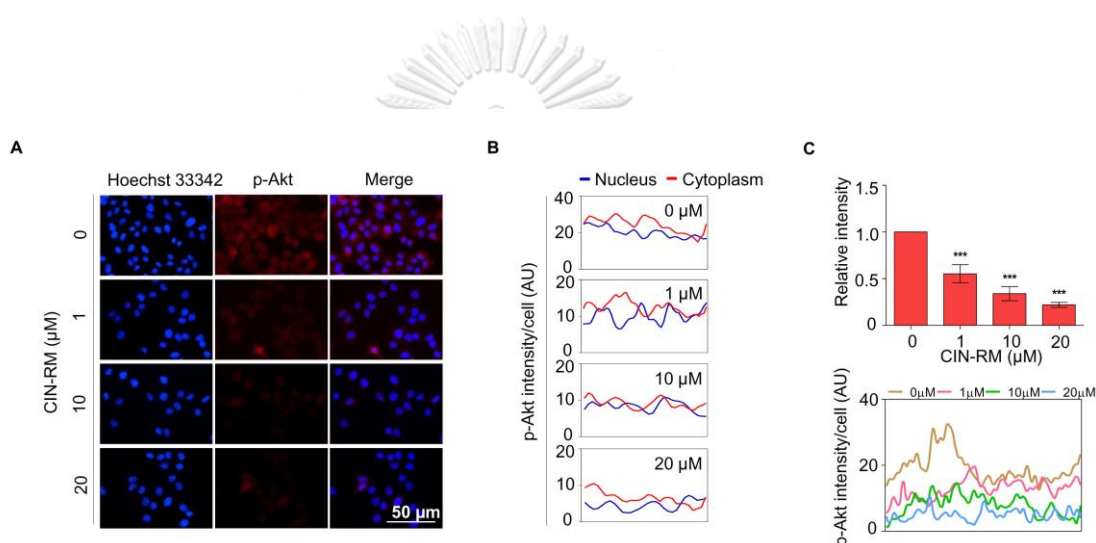 A
Hoechst 33342 p-Akt Merge
CIN-RM (µM)
0
1
10
20
50 µm
B
Nucleus Cytoplasm
p-Akt intensity/cell (AU)
40
20
0
0 µM
20
10
0
1 µM
20
10
0
10 µM
20
10
0
20 µM
C
Relative intensity
1.5
1.0
0.5
0
***
***
***
0 1 10 20
CIN-RM (µM)
0µM 1µM 10µM 20µM
p-Akt intensity/cell (AU)
40
20
0